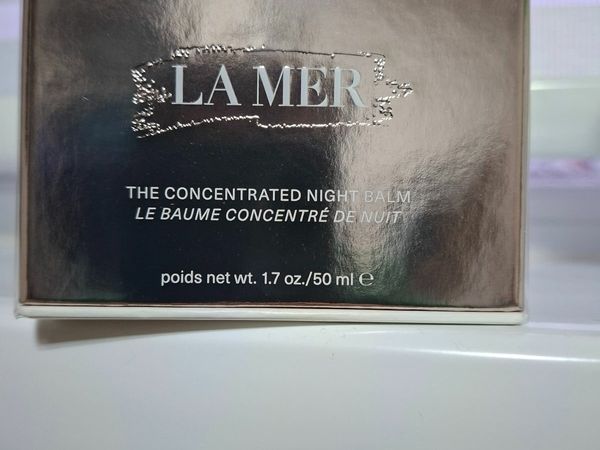 LA MER
THE CONCENTRATED NIGHT BALM
LE BAUME CONCENTRÉ DE NUIT
poids net wt. 1.7 oz./50 ml ℮